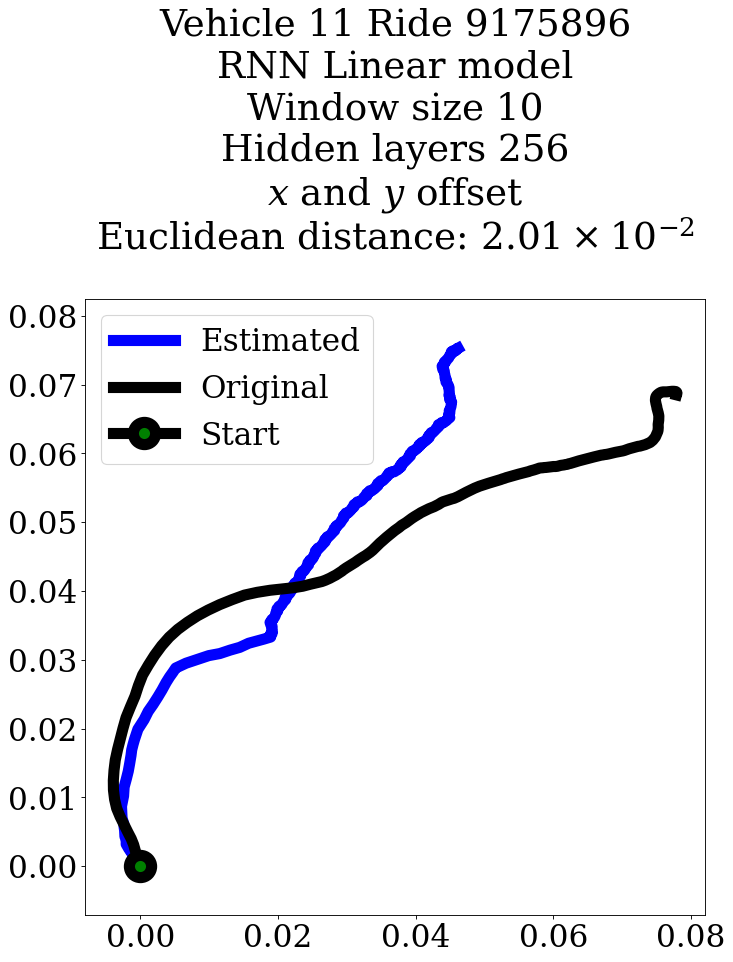 Vehicle 11 Ride 9175896
RNN Linear model
Window size 10
Hidden layers 256
x and y offset
Euclidean distance: 2.01 × 10⁻²
0.08
0.07
0.06
0.05
0.04
0.03
0.02
0.01
0.00
Estimated
Original
Start
0.00 0.02 0.04 0.06 0.08